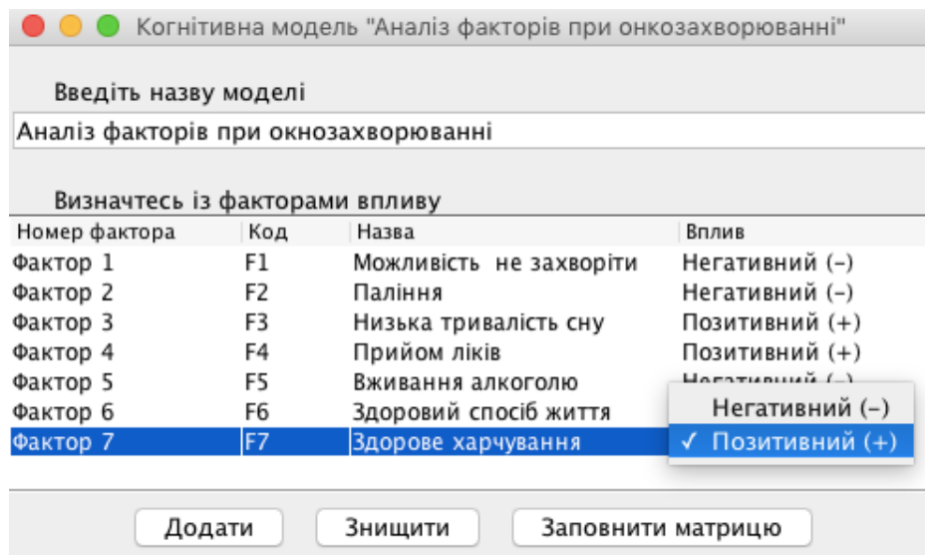 Когнітивна модель "Аналіз факторів при онкозахворюванні"
Введіть назву моделі
Аналіз факторів при окнозахворюванні
Визначтесь із факторами впливу
Номер фактора Код Назва Вплив
Фактор 1 F1 Можливість не захворіти Негативний (-)
Фактор 2 F2 Паління Негативний (-)
Фактор 3 F3 Низька тривалість сну Позитивний (+)
Фактор 4 F4 Прийом ліків Позитивний (+)
Фактор 5 F5 Вживання алкоголю Негативний (-)
Фактор 6 F6 Здоровий спосіб життя Негативний (-)
Фактор 7 F7 Здорове харчування ✓ Позитивний (+)
Додати Знищити Заповнити матрицю